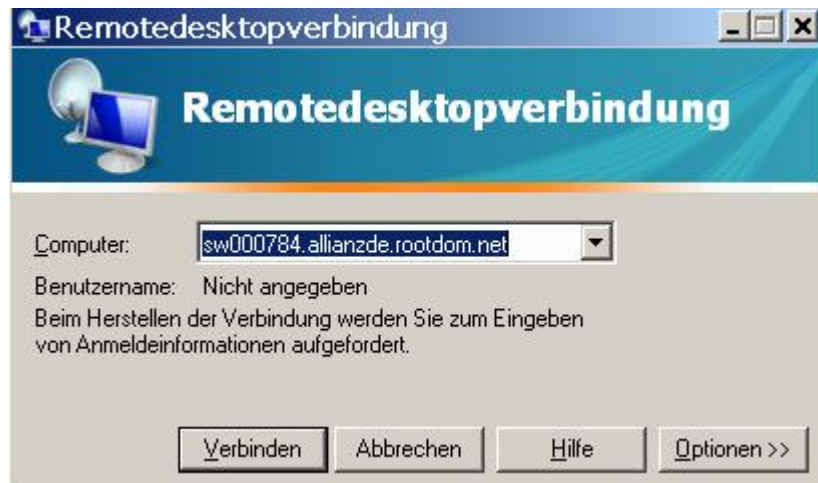 Remotedesktopverbindung
Remotedesktopverbindung
Computer: sw000784.allianzde.rootdom.net
Benutzername: Nicht angegeben
Beim Herstellen der Verbindung werden Sie zum Eingeben
von Anmeldeinformationen aufgefordert.
Verbinden Abbrechen Hilfe Optionen >>